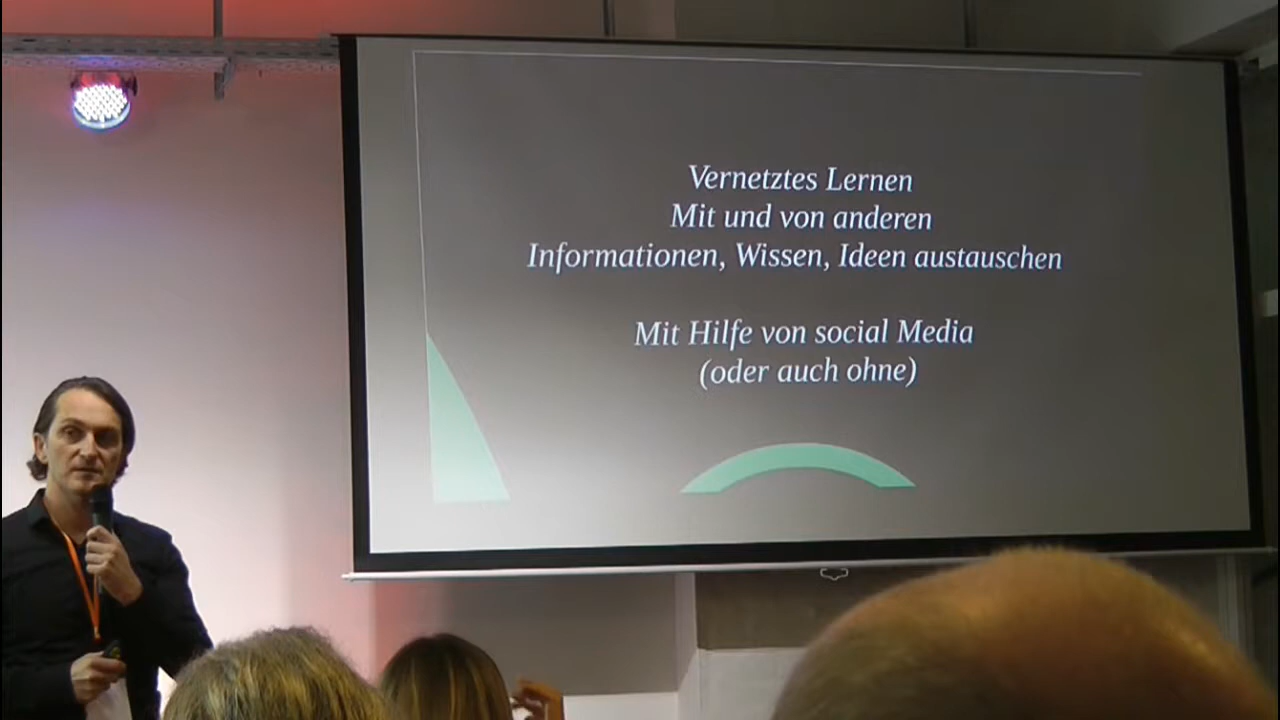 Vernetztes Lernen
Mit und von anderen
Informationen, Wissen, Ideen austauschen
Mit Hilfe von social Media
(oder auch ohne)